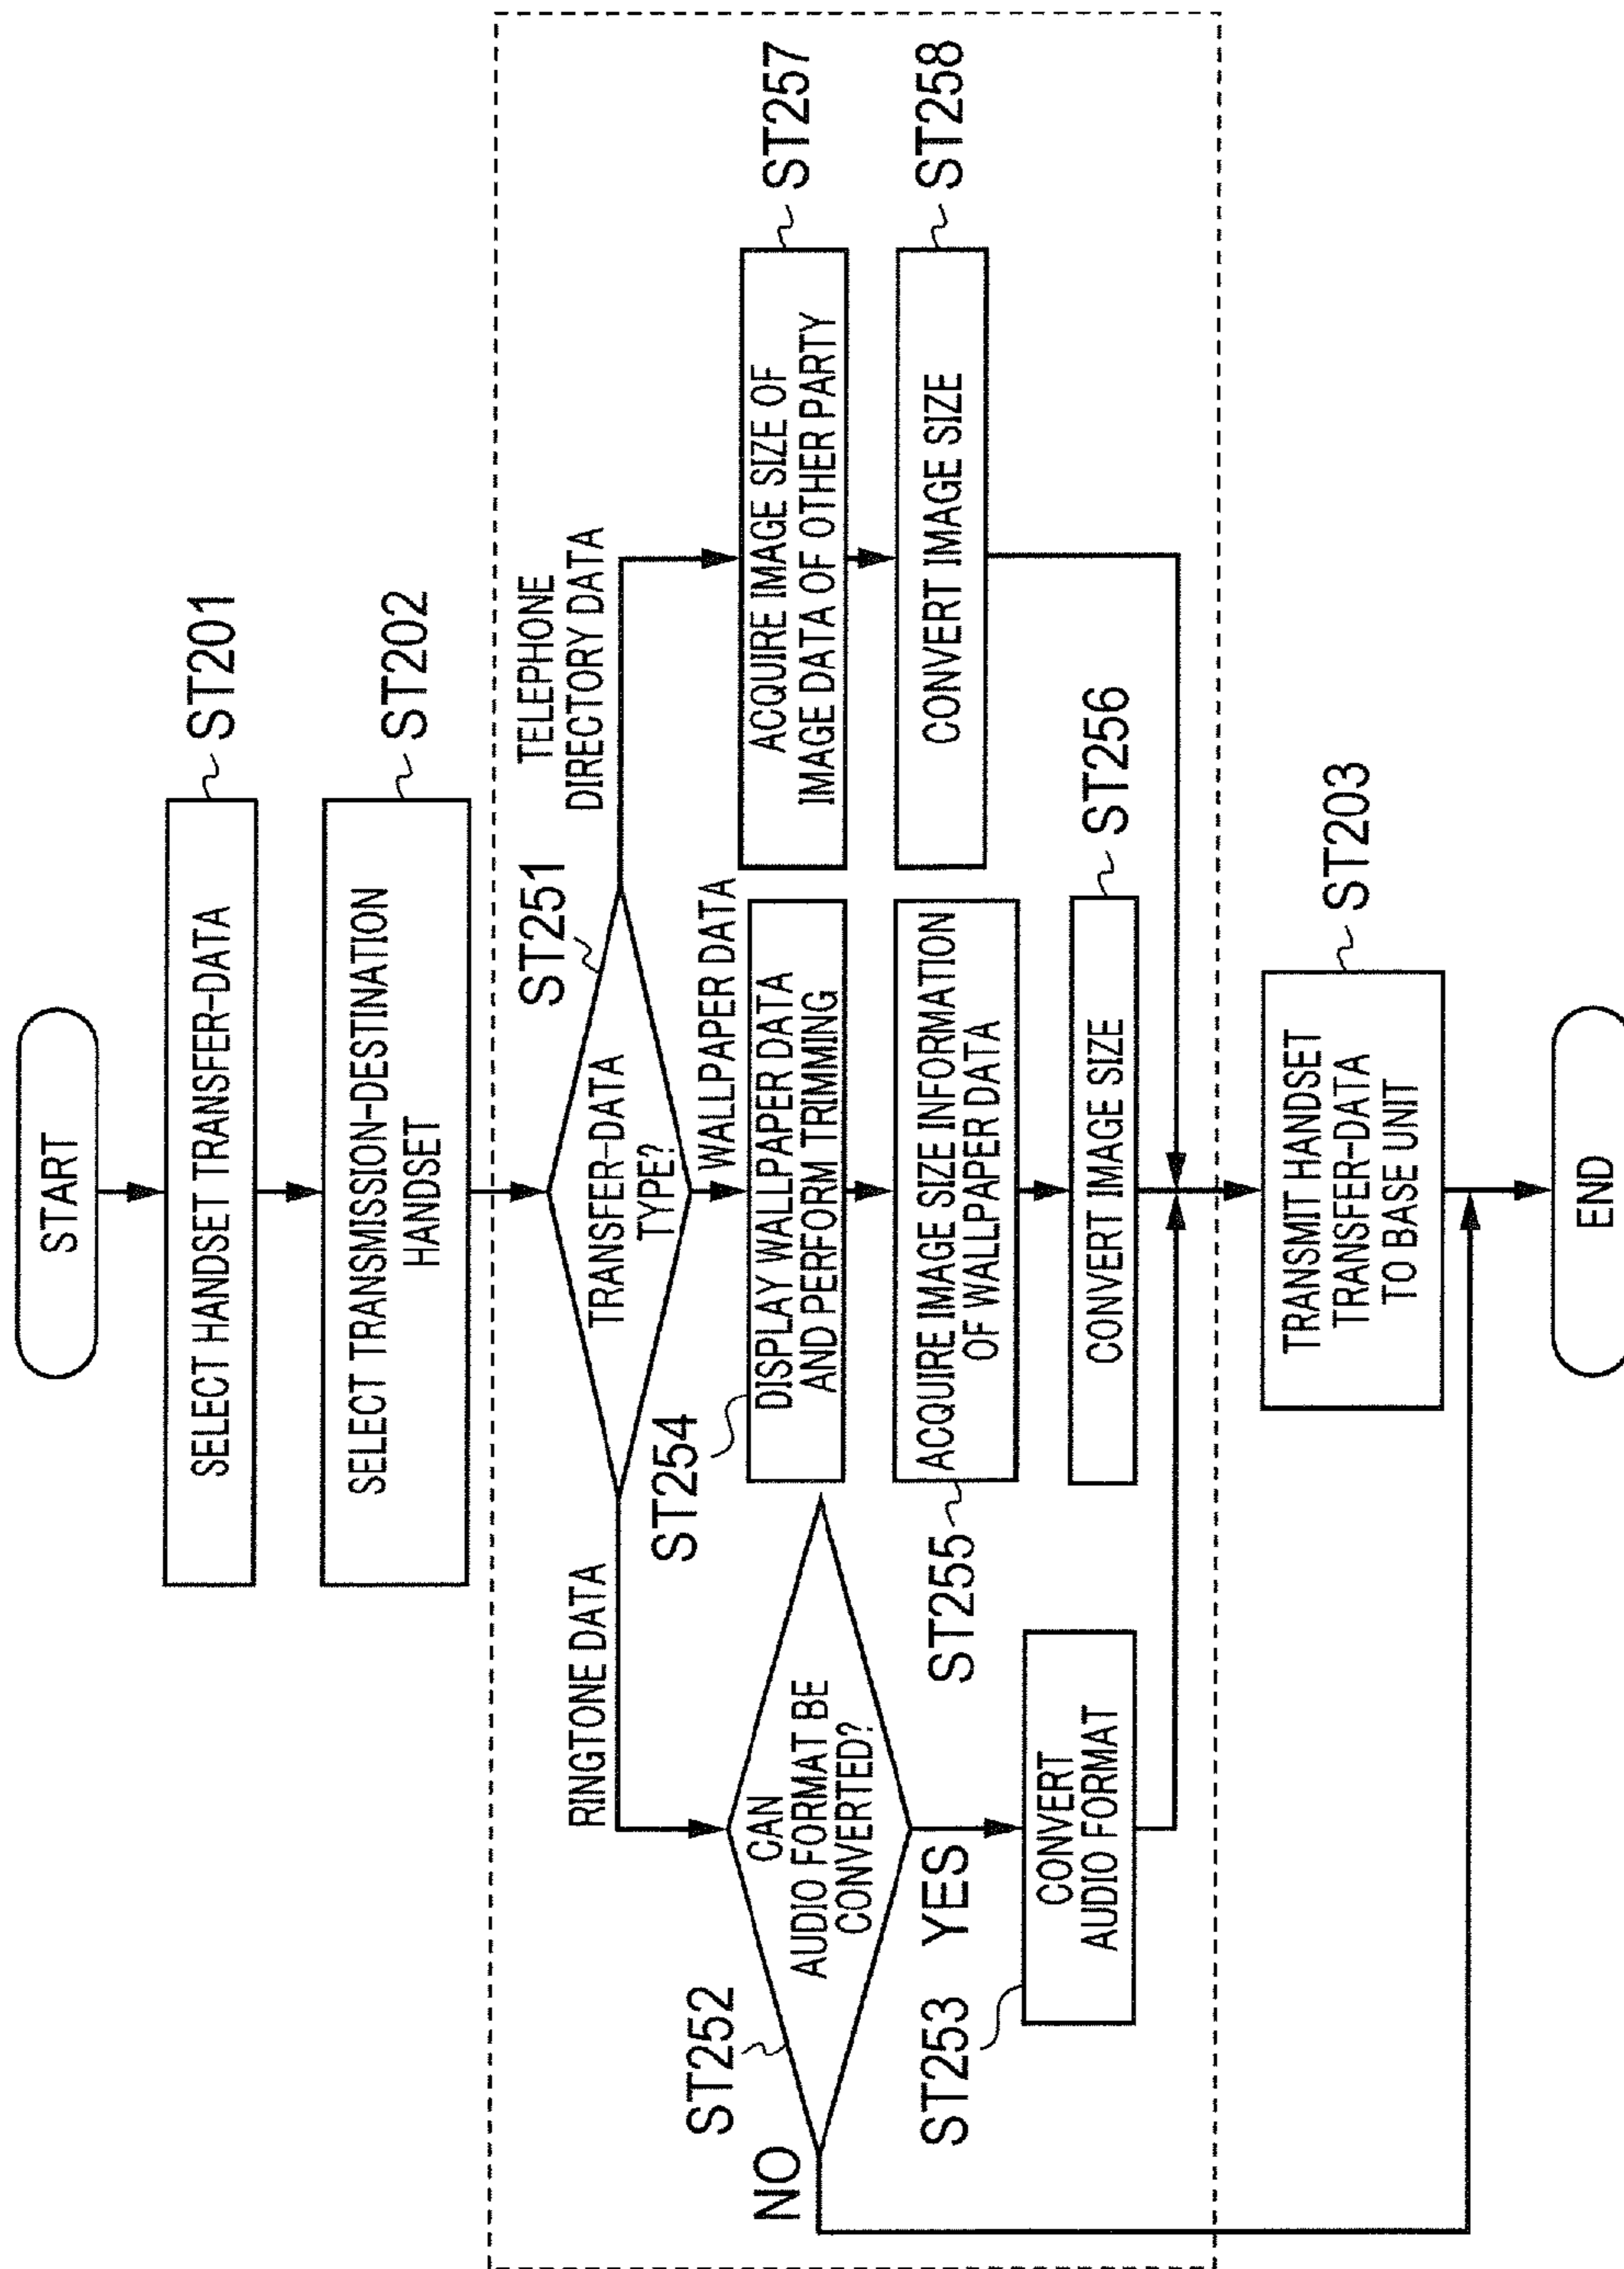 START
SELECT HANDSET TRANSFER-DATA
ST201
SELECT TRANSMISSION-DESTINATION
HANDSET
ST202
TRANSFER-DATA
TYPE?
ST251
RINGTONE DATA
WALLPAPER DATA
TELEPHONE
DIRECTORY DATA
ST252
CAN
AUDIO FORMAT BE
CONVERTED?
NO
YES
ST253
CONVERT
AUDIO FORMAT
ST254
DISPLAY WALLPAPER DATA
AND PERFORM TRIMMING
ST255
ACQUIRE IMAGE SIZE INFORMATION
OF WALLPAPER DATA
CONVERT IMAGE SIZE
ST256
ACQUIRE IMAGE SIZE OF
IMAGE DATA OF OTHER PARTY
ST257
CONVERT IMAGE SIZE
ST258
TRANSMIT HANDSET
TRANSFER-DATA
TO BASE UNIT
ST203
END